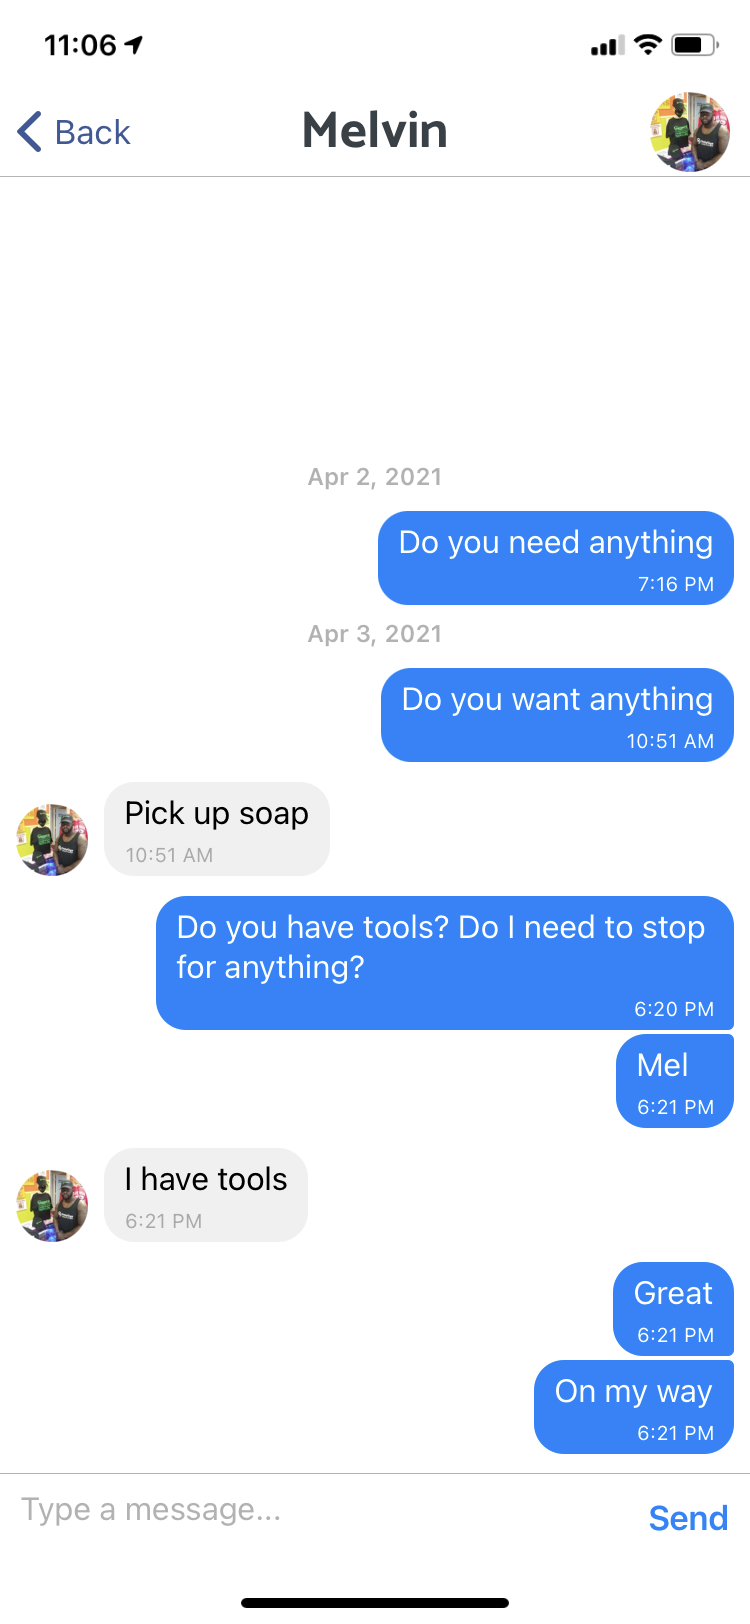 11:06
Back
Melvin
Apr 2, 2021
Do you need anything
7:16 PM
Apr 3, 2021
Do you want anything
10:51 AM
Pick up soap
10:51 AM
Do you have tools? Do I need to stop
for anything?
6:20 PM
Mel
6:21 PM
I have tools
6:21 PM
Great
6:21 PM
On my way
6:21 PM
Type a message...
Send